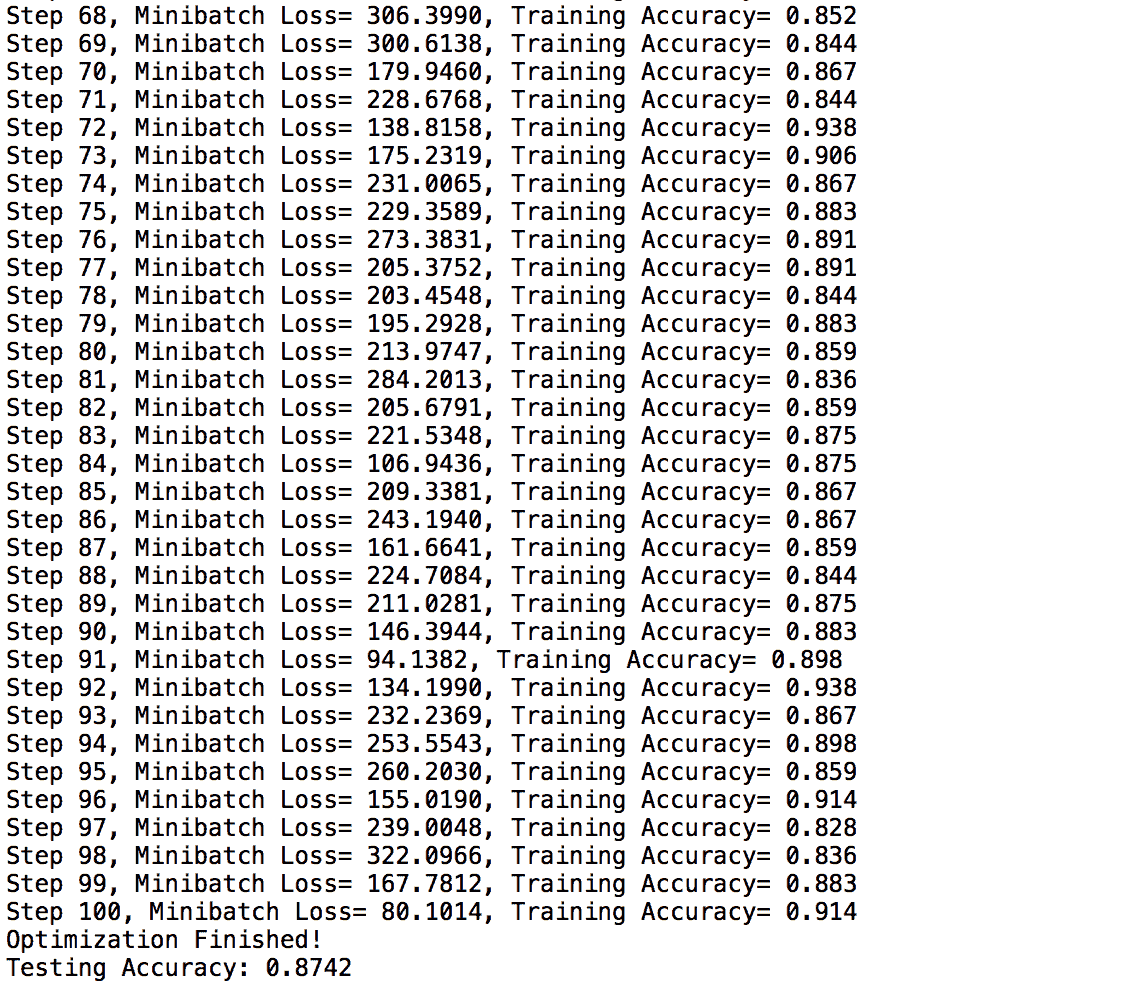 Step 68, Minibatch Loss= 306.3990, Training Accuracy= 0.852
Step 69, Minibatch Loss= 300.6138, Training Accuracy= 0.844
Step 70, Minibatch Loss= 179.9460, Training Accuracy= 0.867
Step 71, Minibatch Loss= 228.6768, Training Accuracy= 0.844
Step 72, Minibatch Loss= 138.8158, Training Accuracy= 0.938
Step 73, Minibatch Loss= 175.2319, Training Accuracy= 0.906
Step 74, Minibatch Loss= 231.0065, Training Accuracy= 0.867
Step 75, Minibatch Loss= 229.3589, Training Accuracy= 0.883
Step 76, Minibatch Loss= 273.3831, Training Accuracy= 0.891
Step 77, Minibatch Loss= 205.3752, Training Accuracy= 0.891
Step 78, Minibatch Loss= 203.4548, Training Accuracy= 0.844
Step 79, Minibatch Loss= 195.2928, Training Accuracy= 0.883
Step 80, Minibatch Loss= 213.9747, Training Accuracy= 0.859
Step 81, Minibatch Loss= 284.2013, Training Accuracy= 0.836
Step 82, Minibatch Loss= 205.6791, Training Accuracy= 0.859
Step 83, Minibatch Loss= 221.5348, Training Accuracy= 0.875
Step 84, Minibatch Loss= 106.9436, Training Accuracy= 0.875
Step 85, Minibatch Loss= 209.3381, Training Accuracy= 0.867
Step 86, Minibatch Loss= 243.1940, Training Accuracy= 0.867
Step 87, Minibatch Loss= 161.6641, Training Accuracy= 0.859
Step 88, Minibatch Loss= 224.7084, Training Accuracy= 0.844
Step 89, Minibatch Loss= 211.0281, Training Accuracy= 0.875
Step 90, Minibatch Loss= 146.3944, Training Accuracy= 0.883
Step 91, Minibatch Loss= 94.1382, Training Accuracy= 0.898
Step 92, Minibatch Loss= 134.1990, Training Accuracy= 0.938
Step 93, Minibatch Loss= 232.2369, Training Accuracy= 0.867
Step 94, Minibatch Loss= 253.5543, Training Accuracy= 0.898
Step 95, Minibatch Loss= 260.2030, Training Accuracy= 0.859
Step 96, Minibatch Loss= 155.0190, Training Accuracy= 0.914
Step 97, Minibatch Loss= 239.0048, Training Accuracy= 0.828
Step 98, Minibatch Loss= 322.0966, Training Accuracy= 0.836
Step 99, Minibatch Loss= 167.7812, Training Accuracy= 0.883
Step 100, Minibatch Loss= 80.1014, Training Accuracy= 0.914
Optimization Finished!
Testing Accuracy: 0.8742